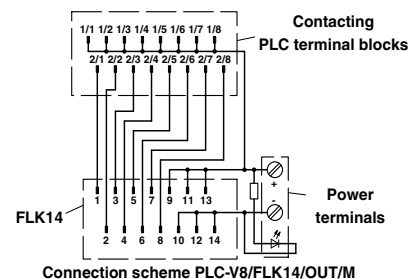 Contacting
PLC terminal blocks
1/1 1/2 1/3 1/4 1/5 1/6 1/7 1/8
2/1 2/2 2/3 2/4 2/5 2/6 2/7 2/8
1 3 5 7 9 11 13
+
-
Power
terminals
FLK14
2 4 6 8 10 12 14
Connection scheme PLC-V8/FLK14/OUT/M